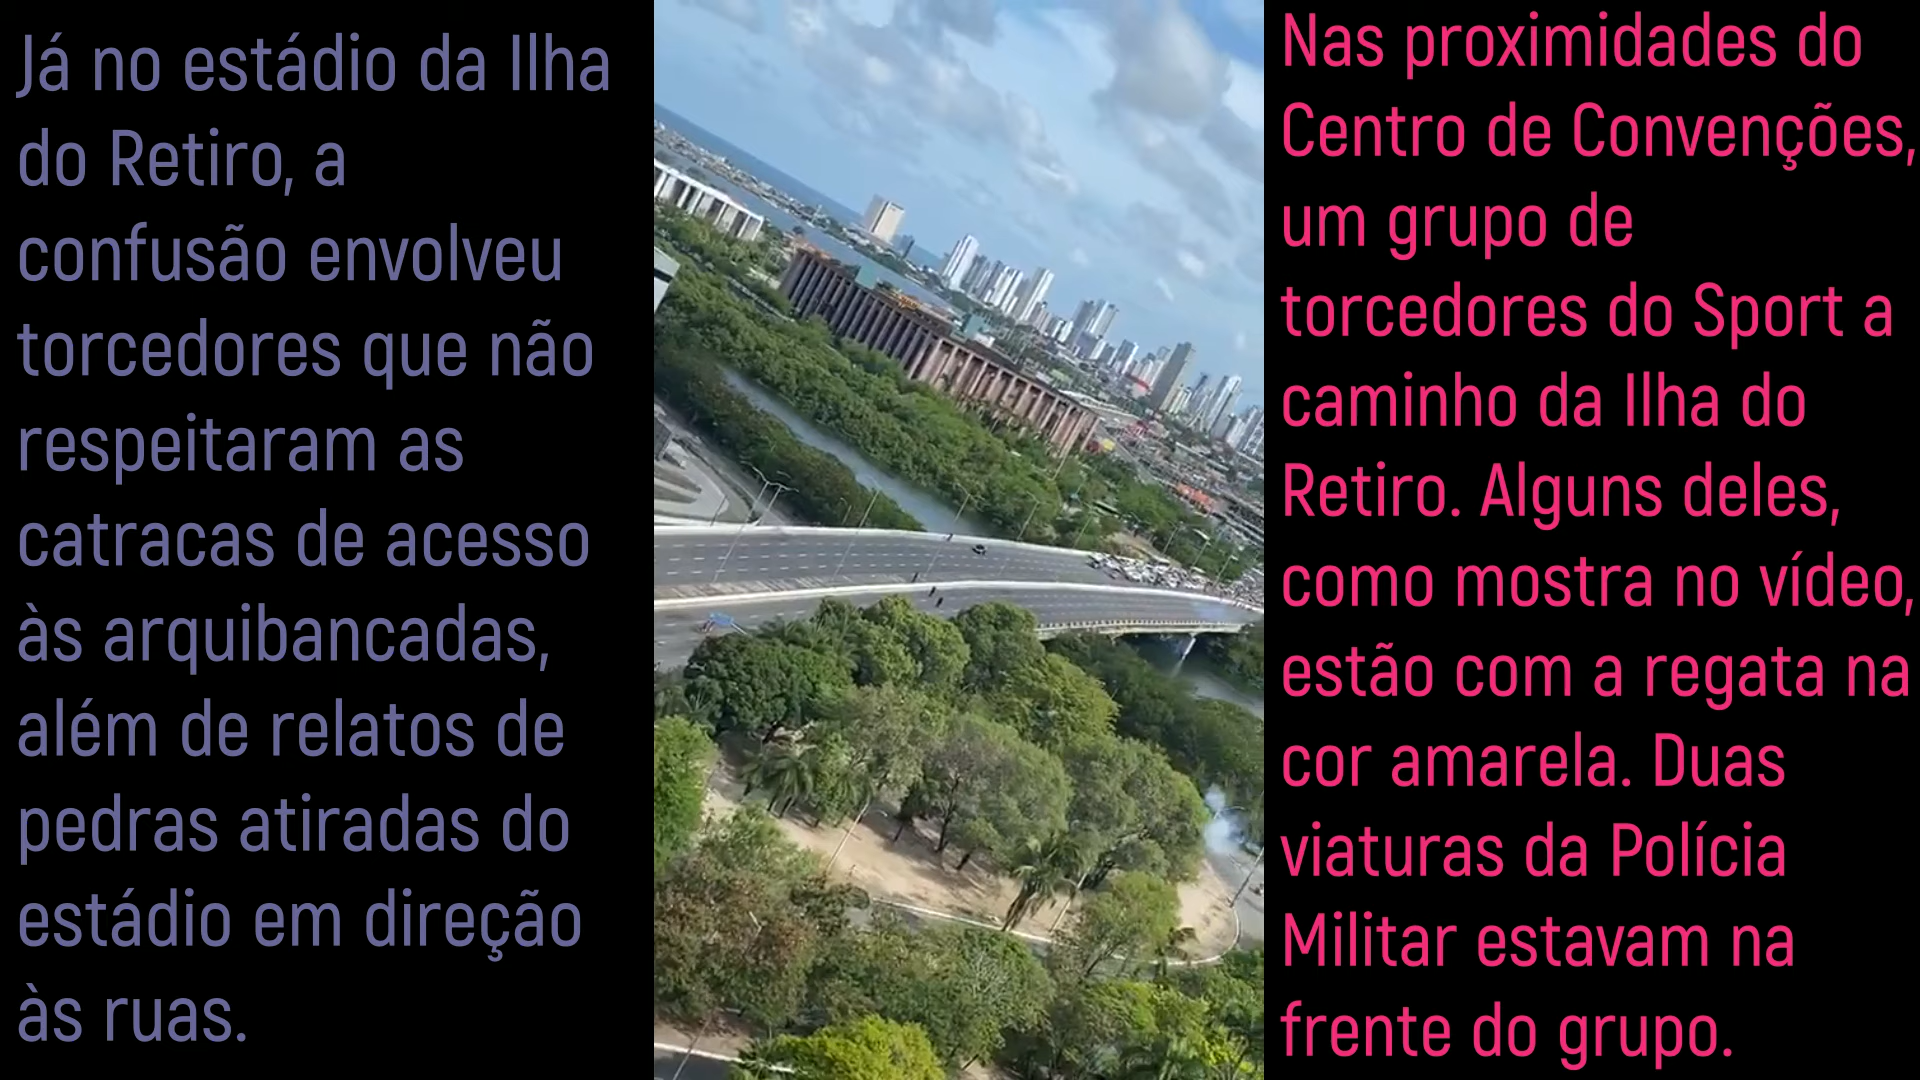 Já no estádio da Ilha
do Retiro, a
confusão envolveu
torcedores que não
respeitaram as
catracas de acesso
às arquibancadas,
além de relatos de
pedras atiradas do
estádio em direção
às ruas.
Nas proximidades do
Centro de Convenções,
um grupo de
torcedores do Sport a
caminho da Ilha do
Retiro. Alguns deles,
como mostra no vídeo,
estão com a regata na
cor amarela. Duas
viaturas da Polícia
Militar estavam na
frente do grupo.